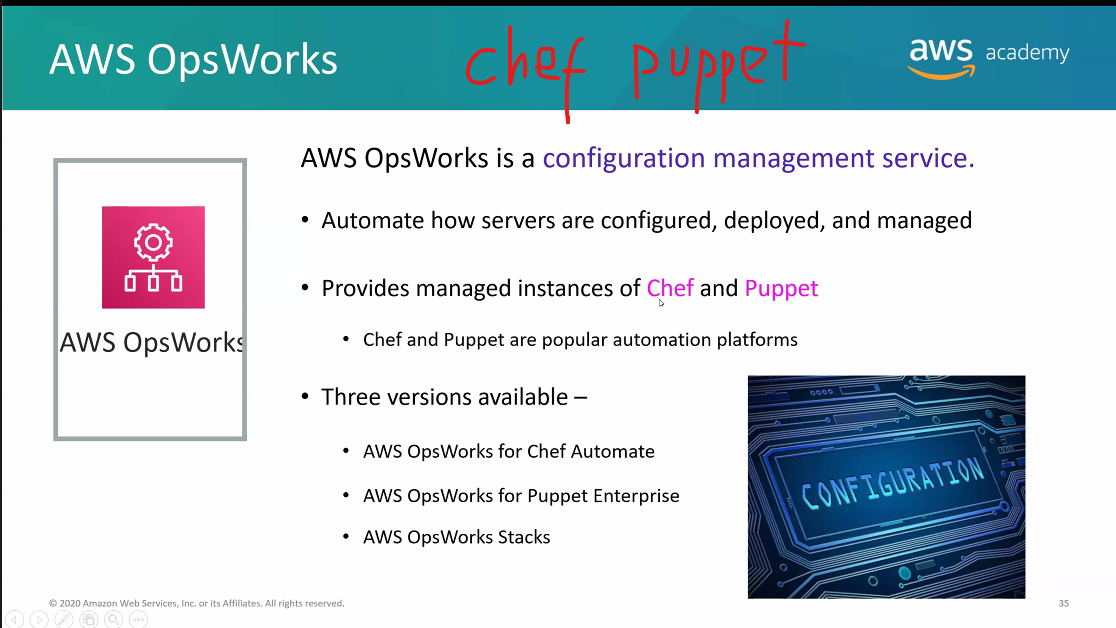 AWS OpsWorks
chef puppet
aws academy
AWS OpsWorks is a configuration management service.
• Automate how servers are configured, deployed, and managed
• Provides managed instances of Chef and Puppet
• Chef and Puppet are popular automation platforms
AWS OpsWorks
• Three versions available –
• AWS OpsWorks for Chef Automate
• AWS OpsWorks for Puppet Enterprise
• AWS OpsWorks Stacks
CONFIGURATION
© 2020 Amazon Web Services, Inc. or its Affiliates. All rights reserved.
35